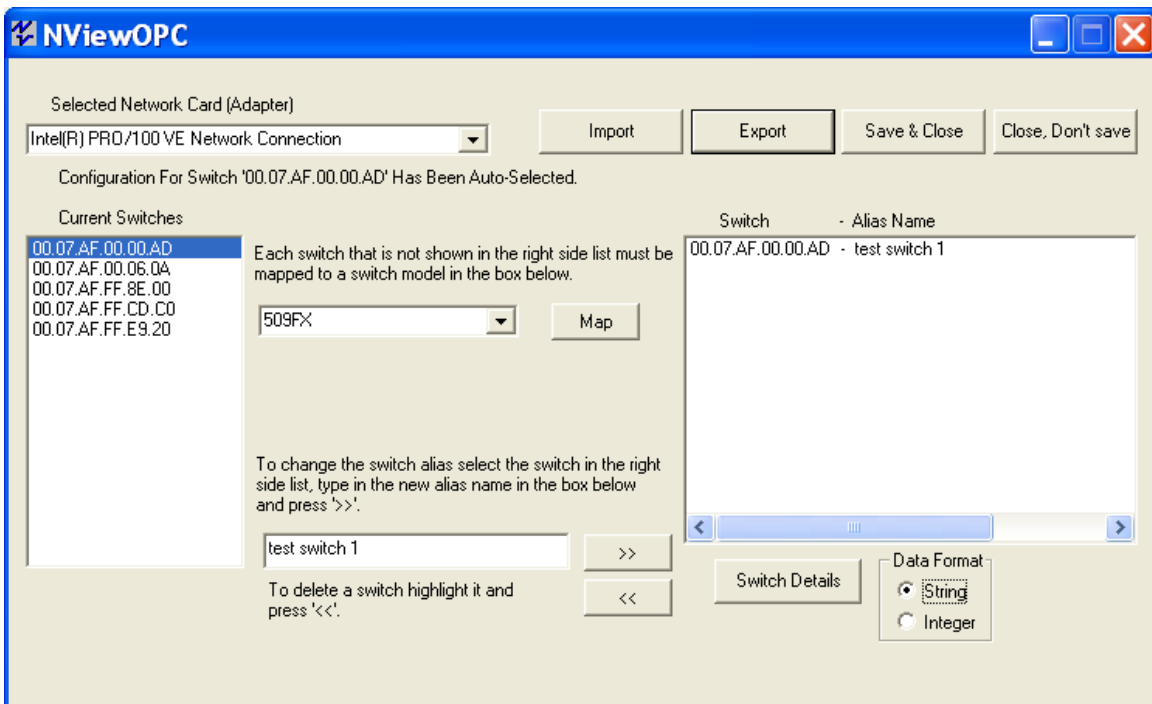 NViewOPC
Selected Network Card (Adapter)
Intel(R) PRO/100 VE Network Connection
Import
Export
Save & Close
Close, Don't save
Configuration For Switch '00.07.AF.00.00.AD' Has Been Auto-Selected.
Current Switches
00.07.AF.00.00.AD
00.07.AF.00.06.0A
00.07.AF.FF.8E.00
00.07.AF.FF.CD.C0
00.07.AF.FF.E9.20
Each switch that is not shown in the right side list must be
mapped to a switch model in the box below.
509FX
Map
To change the switch alias select the switch in the right
side list, type in the new alias name in the box below
and press '>>'.
test switch 1
>>
To delete a switch highlight it and
press '<<'.
<<
Switch - Alias Name
00.07.AF.00.00.AD - test switch 1
Switch Details
Data Format
String
Integer